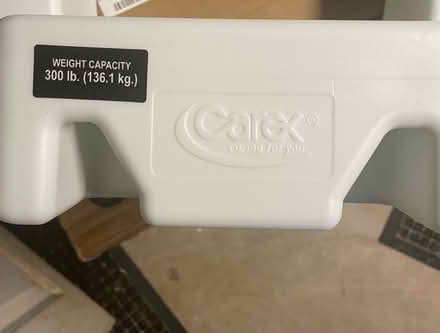 WEIGHT CAPACITY
300 lb. (136.1 kg.)
Carex®